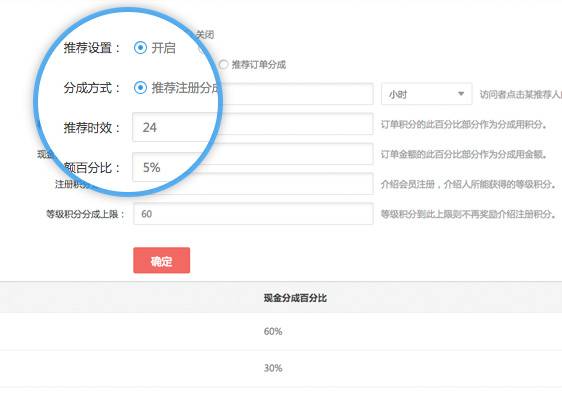 关闭
推荐设置： 开启
推荐订单分成
分成方式： 推荐注册分成
小时 访问者点击某推荐人的
推荐时效： 24
订单积分的此百分比部分作为分成用积分。
现金 订单金额的此百分比部分作为分成用金额。
额百分比： 5%
注册积分 介绍会员注册，介绍人所能获得的等级积分。
等级积分分成上限： 60 等级积分到此上限则不再奖励介绍注册积分。
确定
现金分成百分比
60%
30%